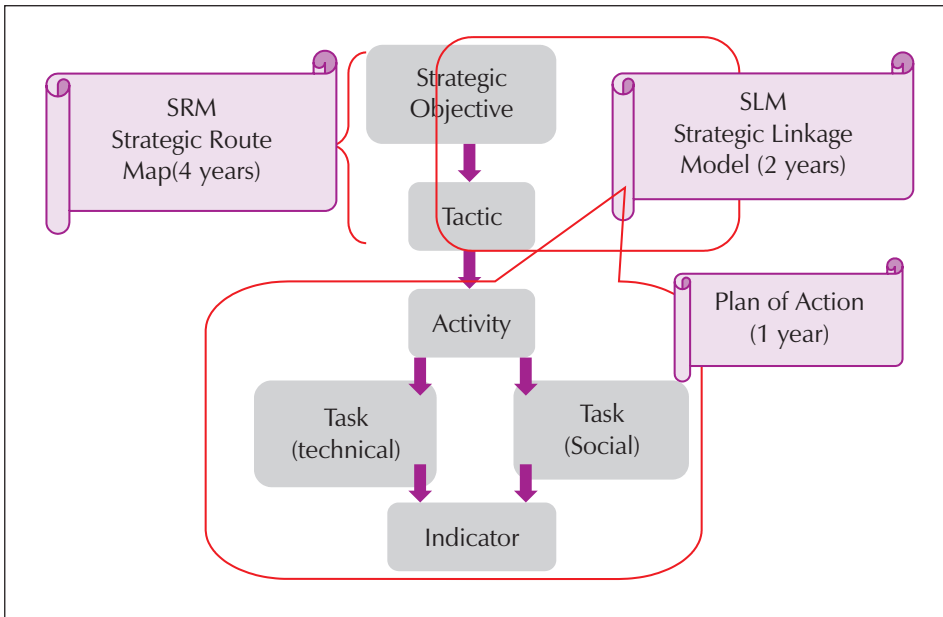 SRM
Strategic Route
Map(4 years)
Strategic
Objective
SLM
Strategic Linkage
Model (2 years)
Tactic
Plan of Action
(1 year)
Activity
Task
(technical)
Task
(Social)
Indicator